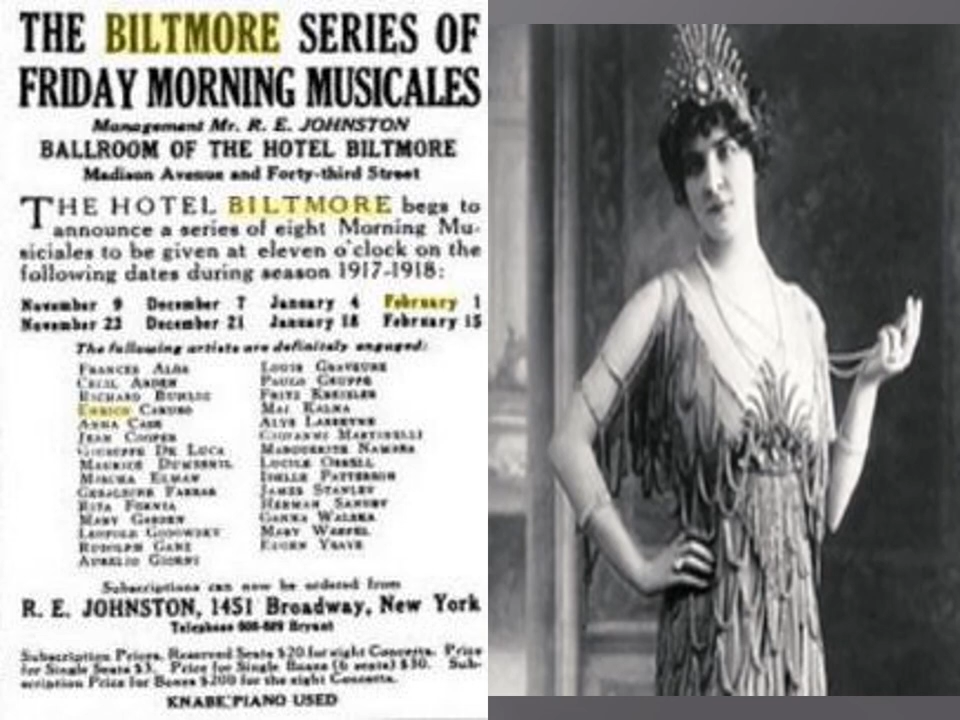 THE BILTMORE SERIES OF
FRIDAY MORNING MUSICALES
Management Mr. R. E. JOHNSTON
BALLROOM OF THE HOTEL BILTMORE
Madison Avenue and Forty-third Street
THE HOTEL BILTMORE begs to
announce a series of eight Morning Mu-
siciales to be given at eleven o'clock on the
following dates during season 1917-1918:
November 9 December 7 January 4 February 1
November 23 December 21 January 18 February 15
The following artists are definitely engaged:
FRANCES ALDA
CECIL ARDEN
RICHARD BUHLIG
ENRICO CARUSO
ANNA CASE
JEAN COOPER
GIUSEPPE DE LUCA
MAURICE DUMESNIL
MISCHA ELMAN
GERALDINE FARRAR
RITA FORNIA
MARY GARDEN
LEOPOLD GODOWSKY
RUDOLPH GANZ
AURELIO GIORNI
LOUIS GRAVEURE
PAULO GRUPPE
FRITZ KREISLER
MAI KALNA
GIOVANNI MARTINELLI
MARGUERITE NAMARA
LUCILE ORRELL
IDELLE PATTERSON
JAMES STANLEY
HERMAN SANDBY
GANNA WALSKA
MARY WARFEL
EUGEN YSAYE
Subscriptions can now be ordered from
R. E. JOHNSTON, 1451 Broadway, New York
Telephone 608-609 Bryant
Subscription Prices, Reserved Seats $20 for eight Concerts. Price
for Single Seats $3. Price for Single Boxes (6 seats) $30. Sub-
scription Price for Boxes $200 for the eight Concerts.
KNABE PIANO USED